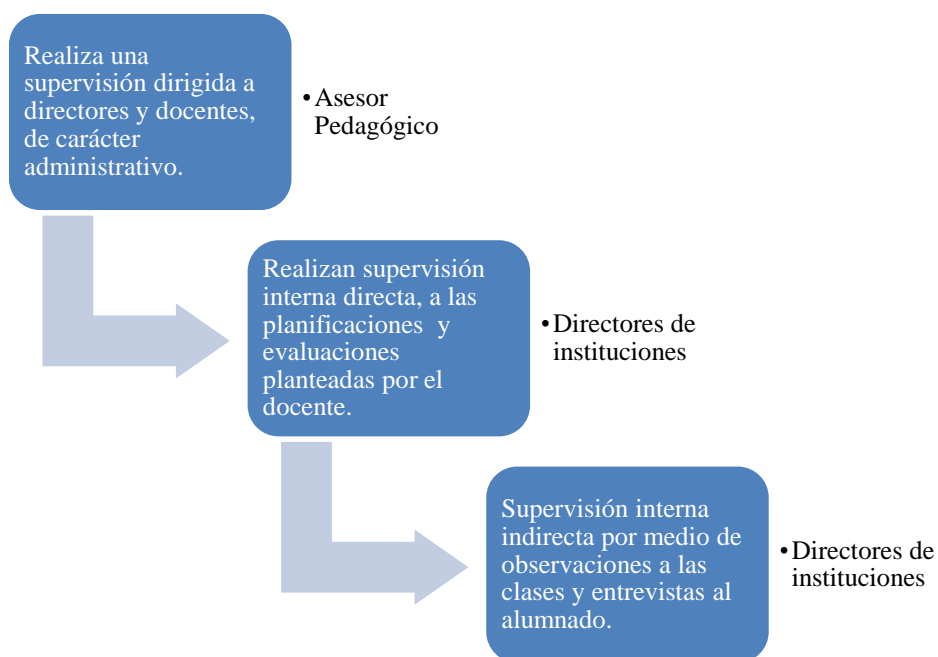 Realiza una
supervisión dirigida a
directores y docentes,
de carácter
administrativo.
•Asesor
Pedagógico
Realizan supervisión
interna directa, a las
planificaciones y
evaluaciones
planteadas por el
docente.
•Directores de
instituciones
Supervisión interna
indirecta por medio de
observaciones a las
clases y entrevistas al
alumnado.
•Directores de
instituciones